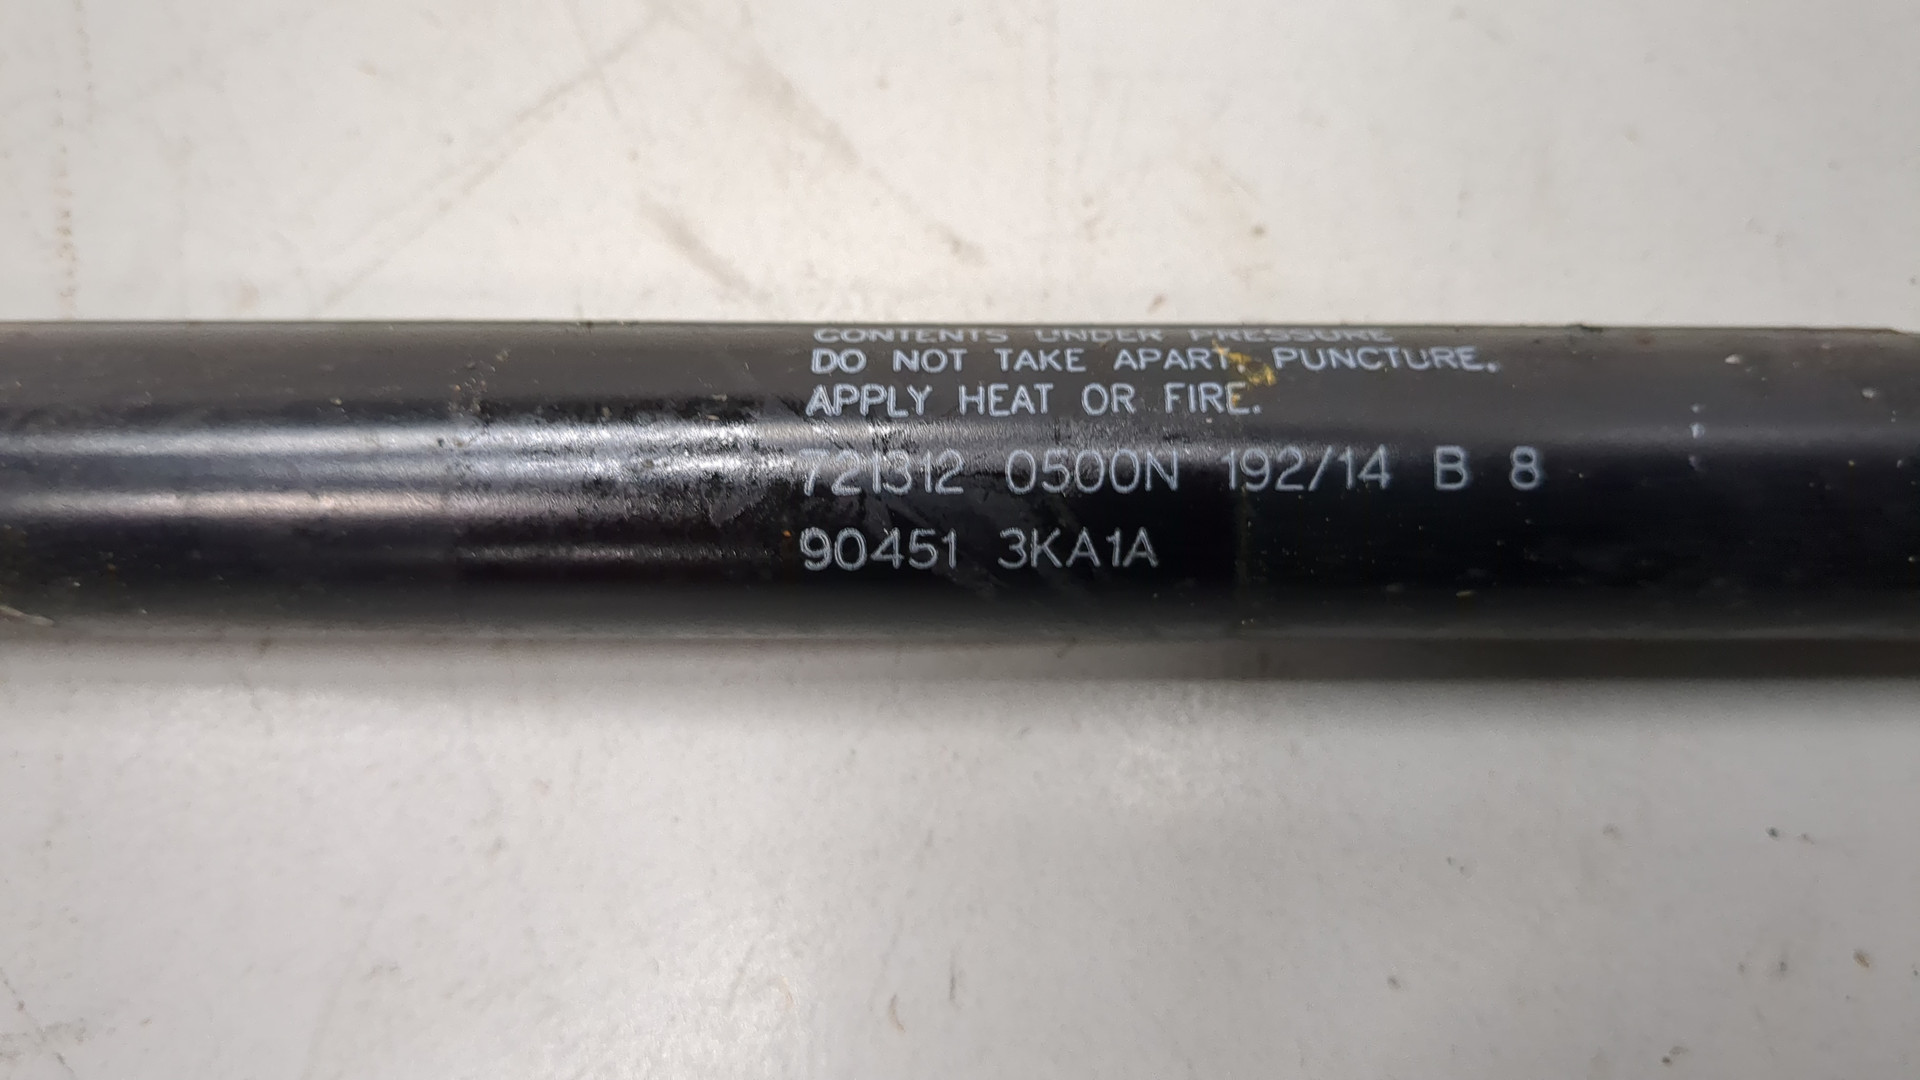 CONTENTS UNDER PRESSURE
DO NOT TAKE APART, PUNCTURE,
APPLY HEAT OR FIRE.
721312 0500N 192/14 B 8
90451 3KA1A